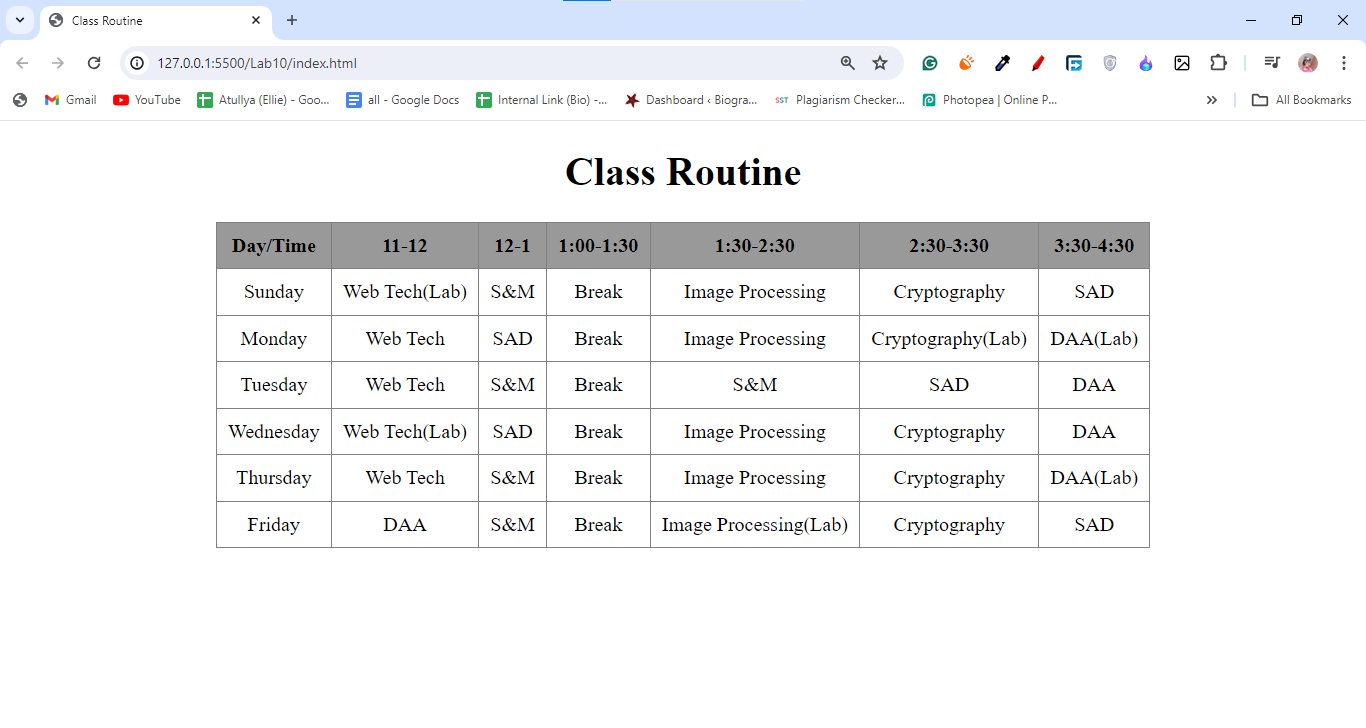 Class Routine
127.0.0.1:5500/Lab10/index.html
Gmail YouTube Atullya (Ellie) - Goo... all - Google Docs Internal Link (Bio) -... Dashboard ‹ Biogra... SST Plagiarism Checker... Photopea | Online P... » All Bookmarks
Class Routine
Day/Time 11-12 12-1 1:00-1:30 1:30-2:30 2:30-3:30 3:30-4:30
Sunday Web Tech(Lab) S&M Break Image Processing Cryptography SAD
Monday Web Tech SAD Break Image Processing Cryptography(Lab) DAA(Lab)
Tuesday Web Tech S&M Break S&M SAD DAA
Wednesday Web Tech(Lab) SAD Break Image Processing Cryptography DAA
Thursday Web Tech S&M Break Image Processing Cryptography DAA(Lab)
Friday DAA S&M Break Image Processing(Lab) Cryptography SAD